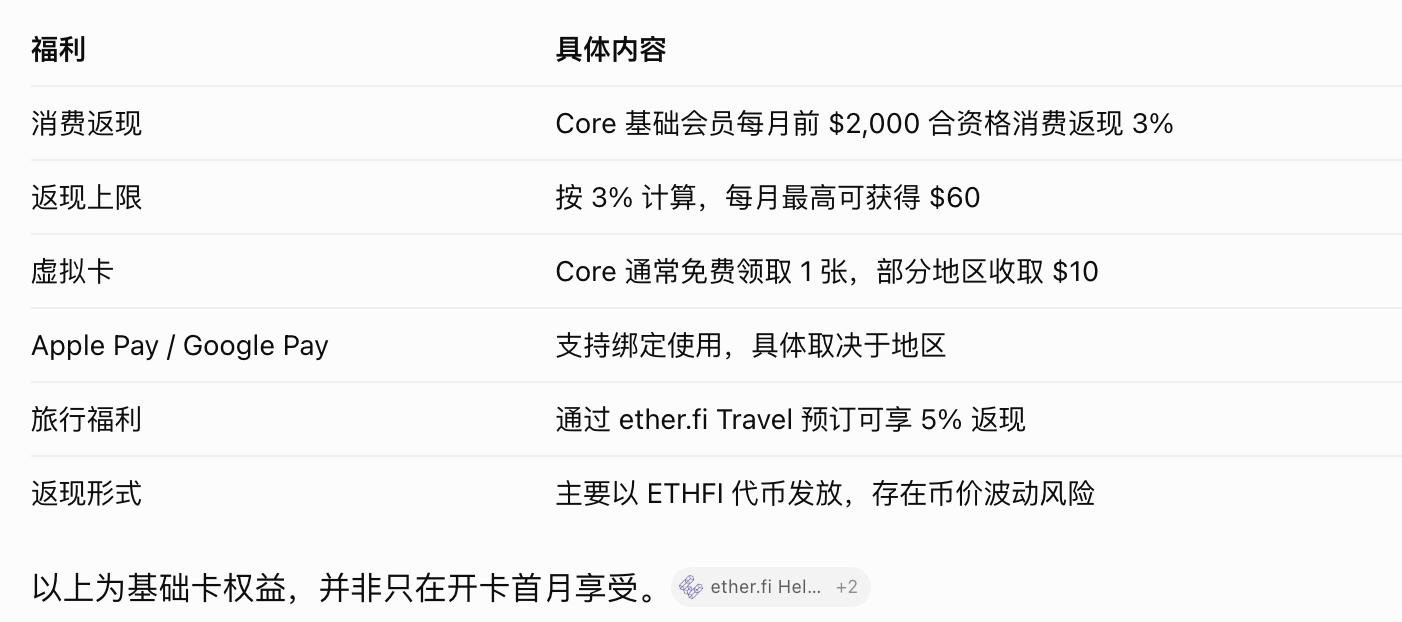 福利 具体内容
消费返现 Core 基础会员每月前 $2,000 合资格消费返现 3%
返现上限 按 3% 计算，每月最高可获得 $60
虚拟卡 Core 通常免费领取 1 张，部分地区收取 $10
Apple Pay / Google Pay 支持绑定使用，具体取决于地区
旅行福利 通过 ether.fi Travel 预订可享 5% 返现
返现形式 主要以 ETHFI 代币发放，存在币价波动风险
以上为基础卡权益，并非只在开卡首月享受。 ether.fi Hel... +2